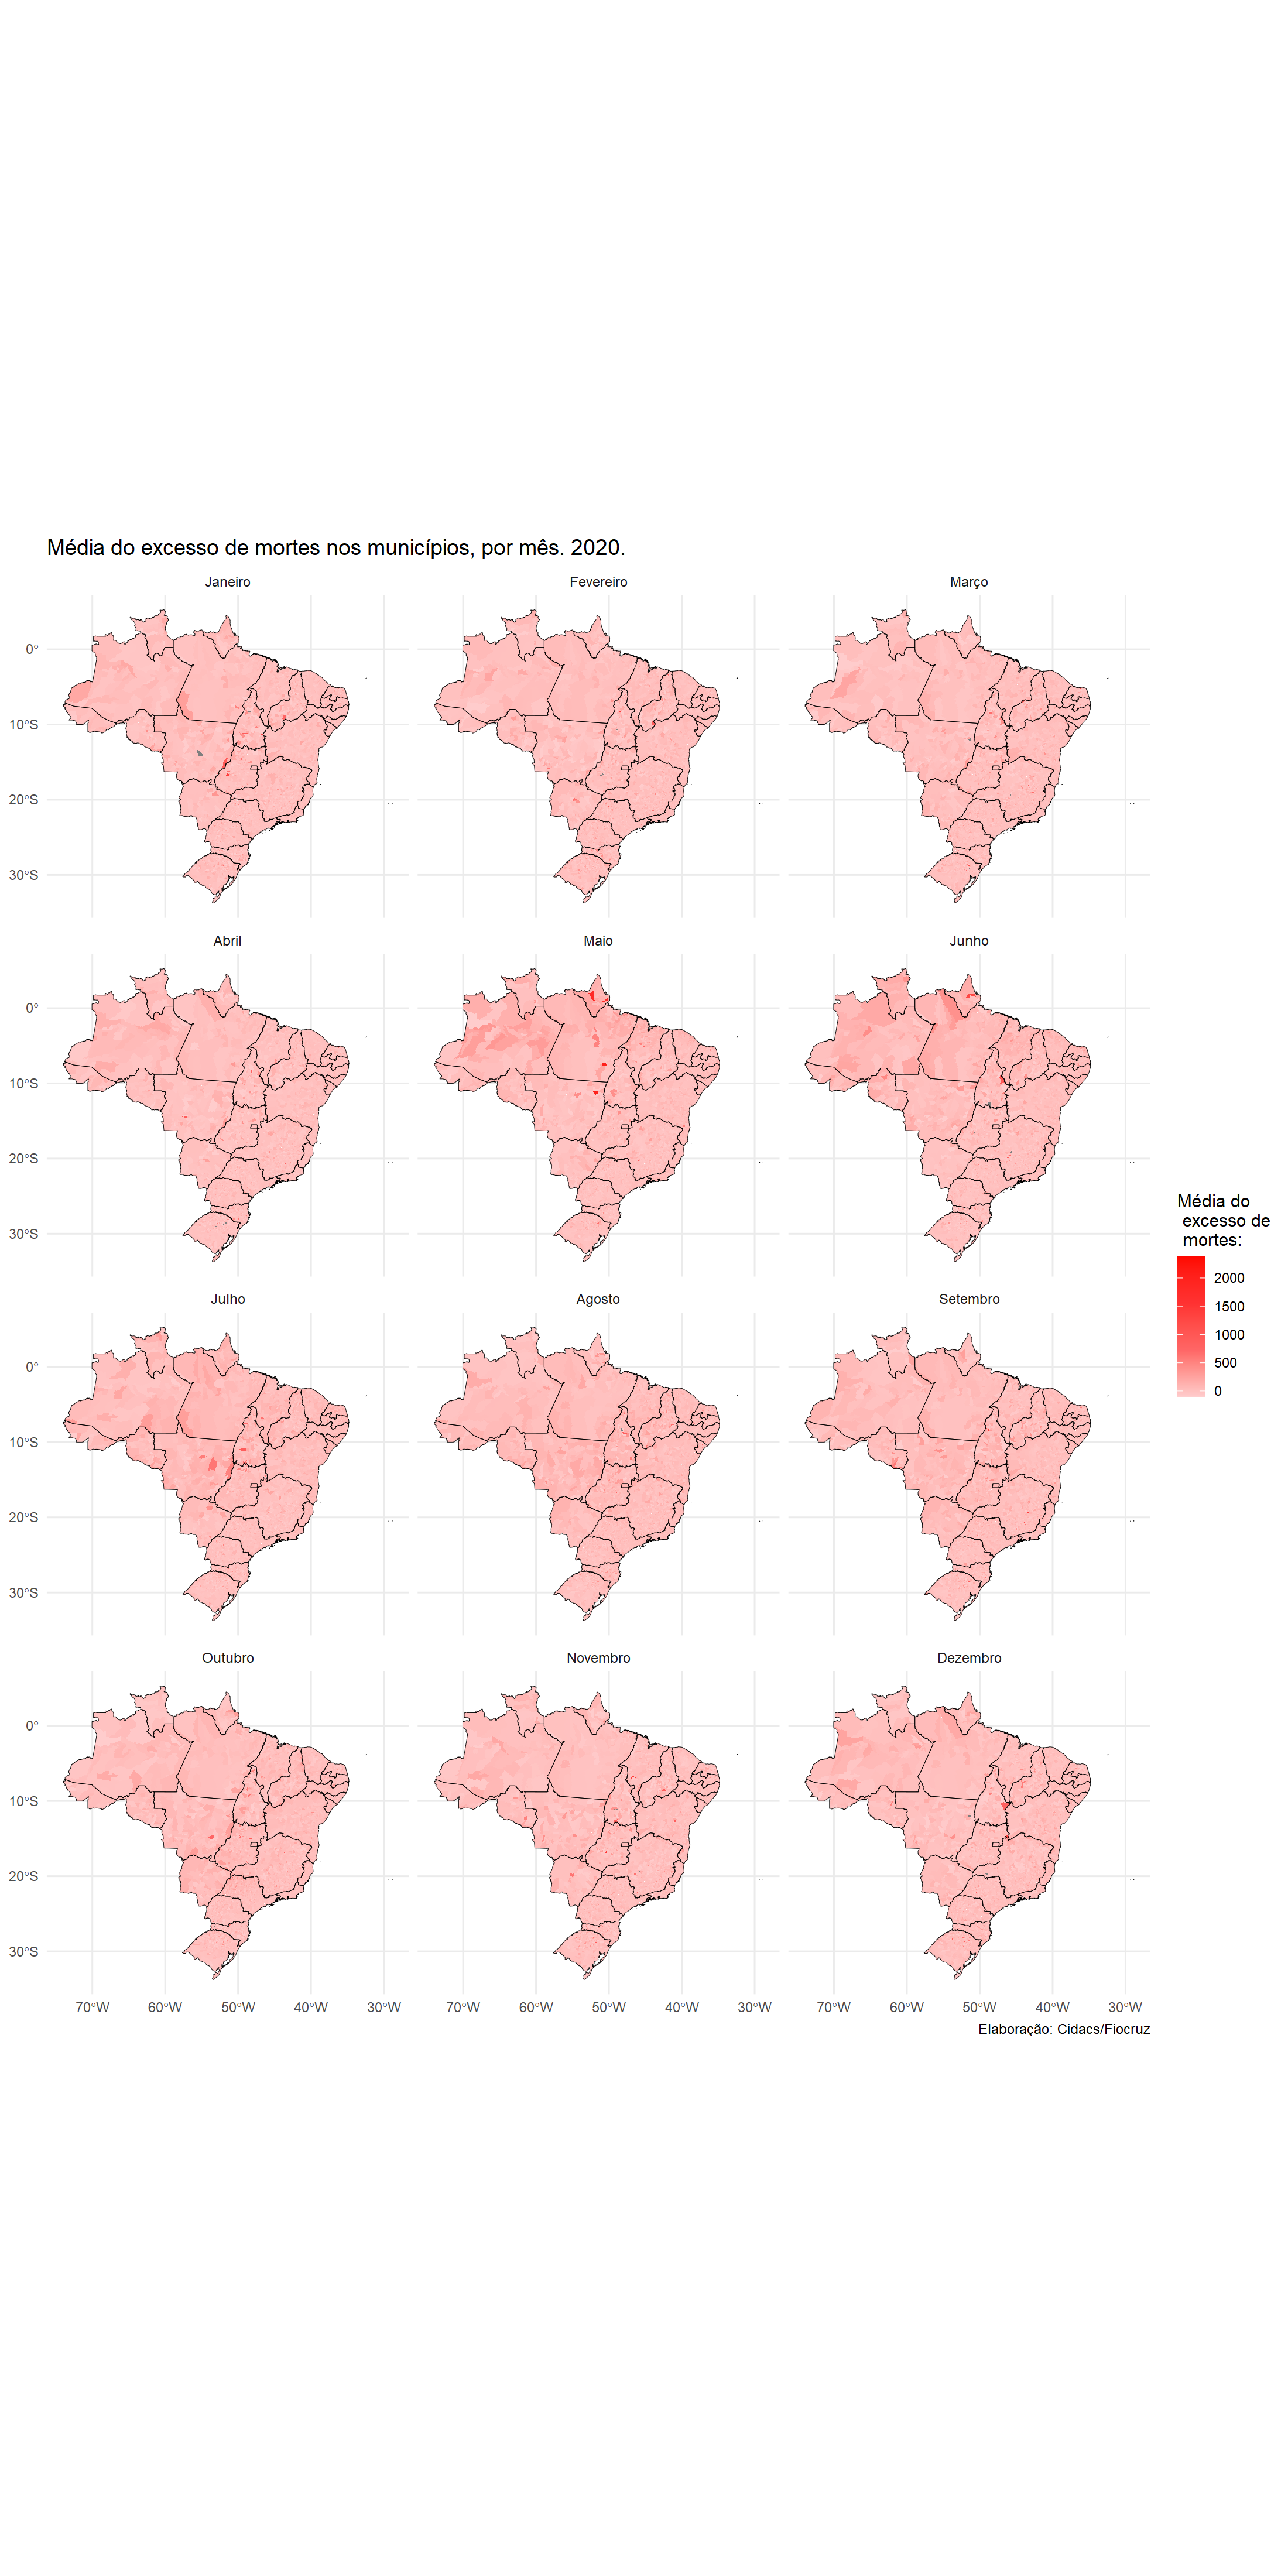 Média do excesso de mortes nos municípios, por mês. 2020.
Janeiro
Fevereiro
Março
0°
10°S
20°S
30°S
Abril
Maio
Junho
0°
10°S
20°S
30°S
Média do
excesso de
mortes:
2000
1500
1000
500
0
Julho
Agosto
Setembro
0°
10°S
20°S
30°S
Outubro
Novembro
Dezembro
0°
10°S
20°S
30°S
70°W 60°W 50°W 40°W 30°W 70°W 60°W 50°W 40°W 30°W 70°W 60°W 50°W 40°W 30°W
Elaboração: Cidacs/Fiocruz